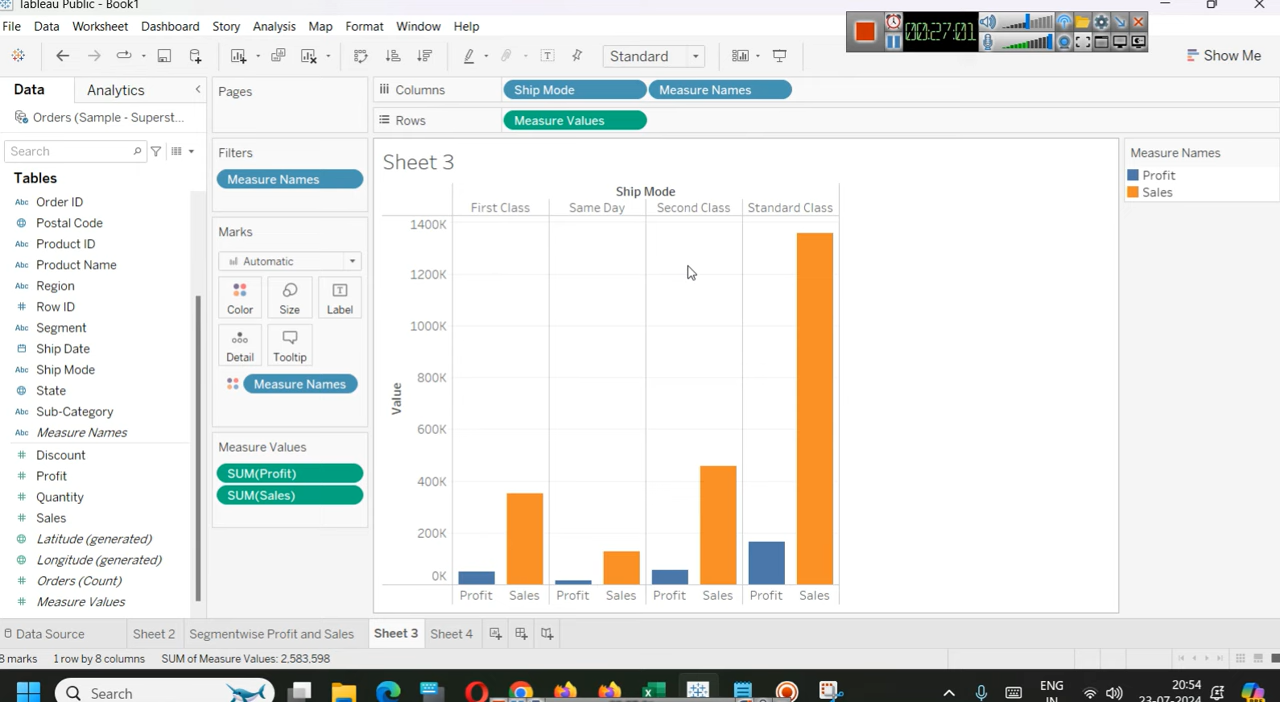 Tableau Public - Book1
File Data Worksheet Dashboard Story Analysis Map Format Window Help
00:27:01
Standard
Show Me
Data Analytics
Pages
Columns Ship Mode Measure Names
Orders (Sample - Superst...
Rows Measure Values
Search
Tables
Order ID
Postal Code
Product ID
Product Name
Region
Row ID
Segment
Ship Date
Ship Mode
State
Sub-Category
Measure Names
Discount
Profit
Quantity
Sales
Latitude (generated)
Longitude (generated)
Orders (Count)
Measure Values
Filters
Measure Names
Marks
Automatic
Color Size Label
Detail Tooltip
Measure Names
Measure Values
SUM(Profit)
SUM(Sales)
Sheet 3
Ship Mode
First Class Same Day Second Class Standard Class
1400K
1200K
1000K
800K
600K
400K
200K
0K
Value
Profit Sales Profit Sales Profit Sales Profit Sales
Measure Names
Profit
Sales
Data Source Sheet 2 Segmentwise Profit and Sales Sheet 3 Sheet 4
8 marks 1 row by 8 columns SUM of Measure Values: 2,583,598
Search
ENG
IN
20:54
23-07-2024